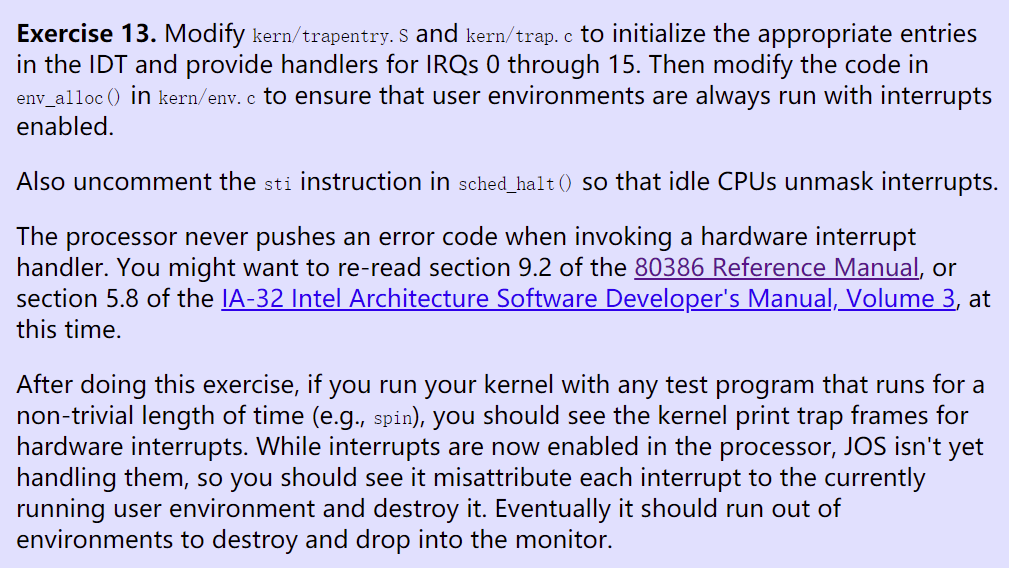 Exercise 13. Modify kern/trapentry.S and kern/trap.c to initialize the appropriate entries
in the IDT and provide handlers for IRQs 0 through 15. Then modify the code in
env_alloc() in kern/env.c to ensure that user environments are always run with interrupts
enabled.
Also uncomment the sti instruction in sched_halt() so that idle CPUs unmask interrupts.
The processor never pushes an error code when invoking a hardware interrupt
handler. You might want to re-read section 9.2 of the 80386 Reference Manual, or
section 5.8 of the IA-32 Intel Architecture Software Developer's Manual, Volume 3, at
this time.
After doing this exercise, if you run your kernel with any test program that runs for a
non-trivial length of time (e.g., spin), you should see the kernel print trap frames for
hardware interrupts. While interrupts are now enabled in the processor, JOS isn't yet
handling them, so you should see it misattribute each interrupt to the currently
running user environment and destroy it. Eventually it should run out of
environments to destroy and drop into the monitor.